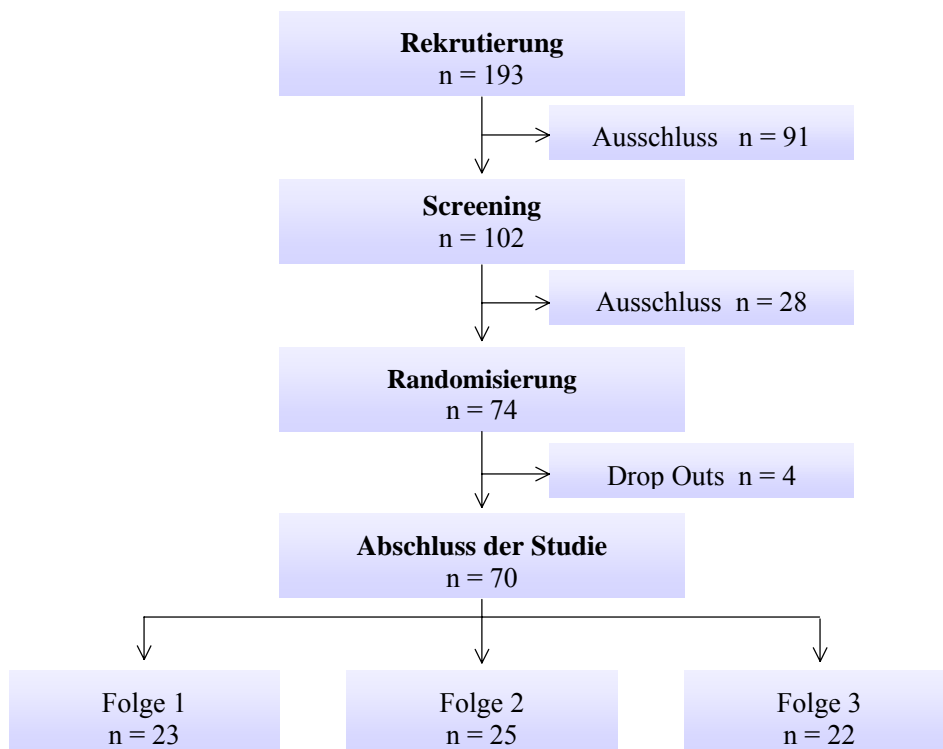 Rekrutierung
n = 193
Ausschluss n = 91
Screening
n = 102
Ausschluss n = 28
Randomisierung
n = 74
Drop Outs n = 4
Abschluss der Studie
n = 70
Folge 1
n = 23
Folge 2
n = 25
Folge 3
n = 22